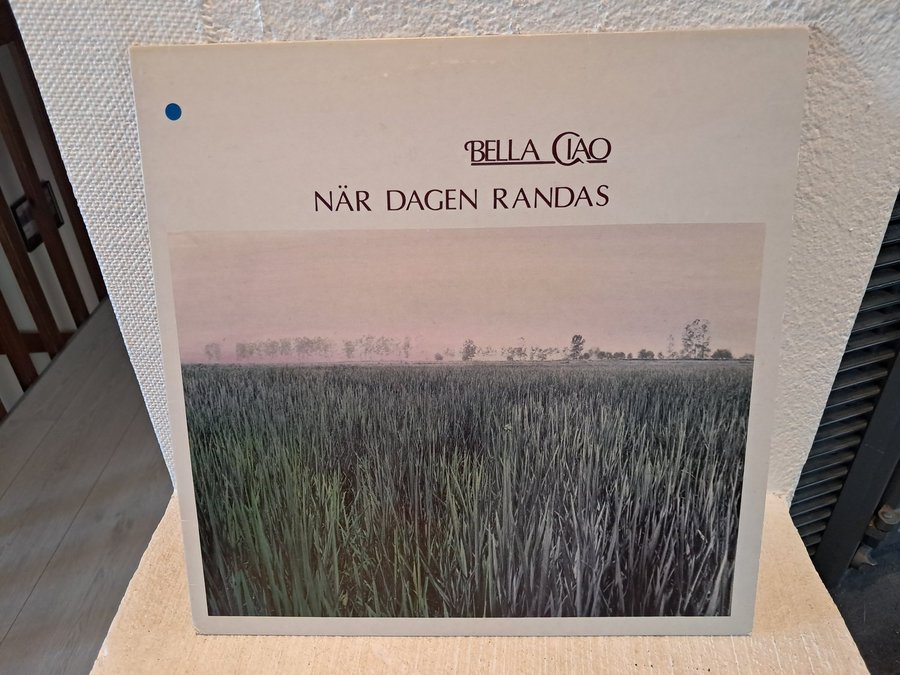 BELLA CIAO
NÄR DAGEN RANDAS